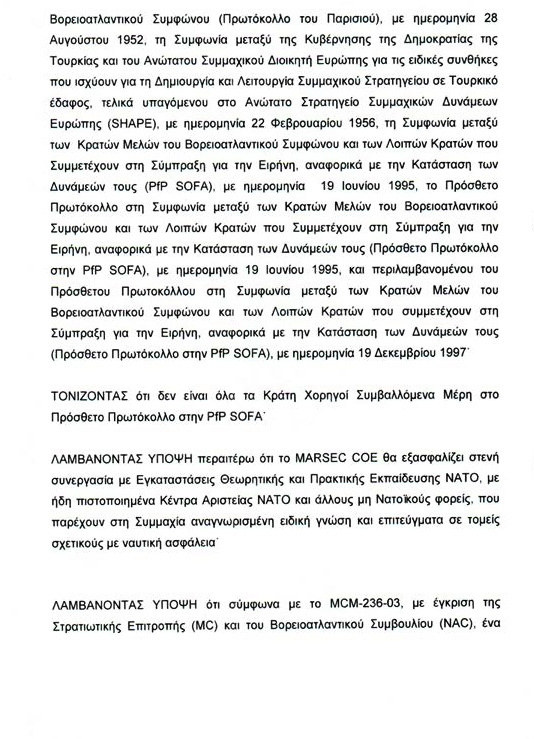 Βορειοατλαντικού Συμφώνου (Πρωτόκολλο του Παρισιού), με ημερομηνία 28
Αυγούστου 1952, τη Συμφωνία μεταξύ της Κυβέρνησης της Δημοκρατίας της
Τουρκίας και του Ανώτατου Συμμαχικού Διοικητή Ευρώπης για τις ειδικές συνθήκες
που ισχύουν για τη Δημιουργία και Λειτουργία Συμμαχικού Στρατηγείου σε Τουρκικό
έδαφος, τελικά υπαγόμενου στο Ανώτατο Στρατηγείο Συμμαχικών Δυνάμεων
Ευρώπης (SHAPE), με ημερομηνία 22 Φεβρουαρίου 1956, τη Συμφωνία μεταξύ
των Κρατών Μελών του Βορειοατλαντικού Συμφώνου και των Λοιπών Κρατών που
Συμμετέχουν στη Σύμπραξη για την Ειρήνη, αναφορικά με την Κατάσταση των
Δυνάμεών τους (PfP SOFA), με ημερομηνία 19 Ιουνίου 1995, το Πρόσθετο
Πρωτόκολλο στη Συμφωνία μεταξύ των Κρατών Μελών του Βορειοατλαντικού
Συμφώνου και των Λοιπών Κρατών που Συμμετέχουν στη Σύμπραξη για την
Ειρήνη, αναφορικά με την Κατάσταση των Δυνάμεών τους (Πρόσθετο Πρωτόκολλο
στην PfP SOFA), με ημερομηνία 19 Ιουνίου 1995, και περιλαμβανομένου του
Πρόσθετου Πρωτοκόλλου στη Συμφωνία μεταξύ των Κρατών Μελών του
Βορειοατλαντικού Συμφώνου και των Λοιπών Κρατών που συμμετέχουν στη
Σύμπραξη για την Ειρήνη, αναφορικά με την Κατάσταση των Δυνάμεών τους
(Πρόσθετο Πρωτόκολλο στην PfP SOFA), με ημερομηνία 19 Δεκεμβρίου 1997˙
ΤΟΝΙΖΟΝΤΑΣ ότι δεν είναι όλα τα Κράτη Χορηγοί Συμβαλλόμενα Μέρη στο
Πρόσθετο Πρωτόκολλο στην PfP SOFA˙
ΛΑΜΒΑΝΟΝΤΑΣ ΥΠΟΨΗ περαιτέρω ότι το MARSEC COE θα εξασφαλίζει στενή
συνεργασία με Εγκαταστάσεις Θεωρητικής και Πρακτικής Εκπαίδευσης ΝΑΤΟ, με
ήδη πιστοποιημένα Κέντρα Αριστείας ΝΑΤΟ και άλλους μη Νατοϊκούς φορείς, που
παρέχουν στη Συμμαχία αναγνωρισμένη ειδική γνώση και επιτεύγματα σε τομείς
σχετικούς με ναυτική ασφάλεια˙
ΛΑΜΒΑΝΟΝΤΑΣ ΥΠΟΨΗ ότι σύμφωνα με το MCM-236-03, με έγκριση της
Στρατιωτικής Επιτροπής (MC) και του Βορειοατλαντικού Συμβουλίου (NAC), ένα